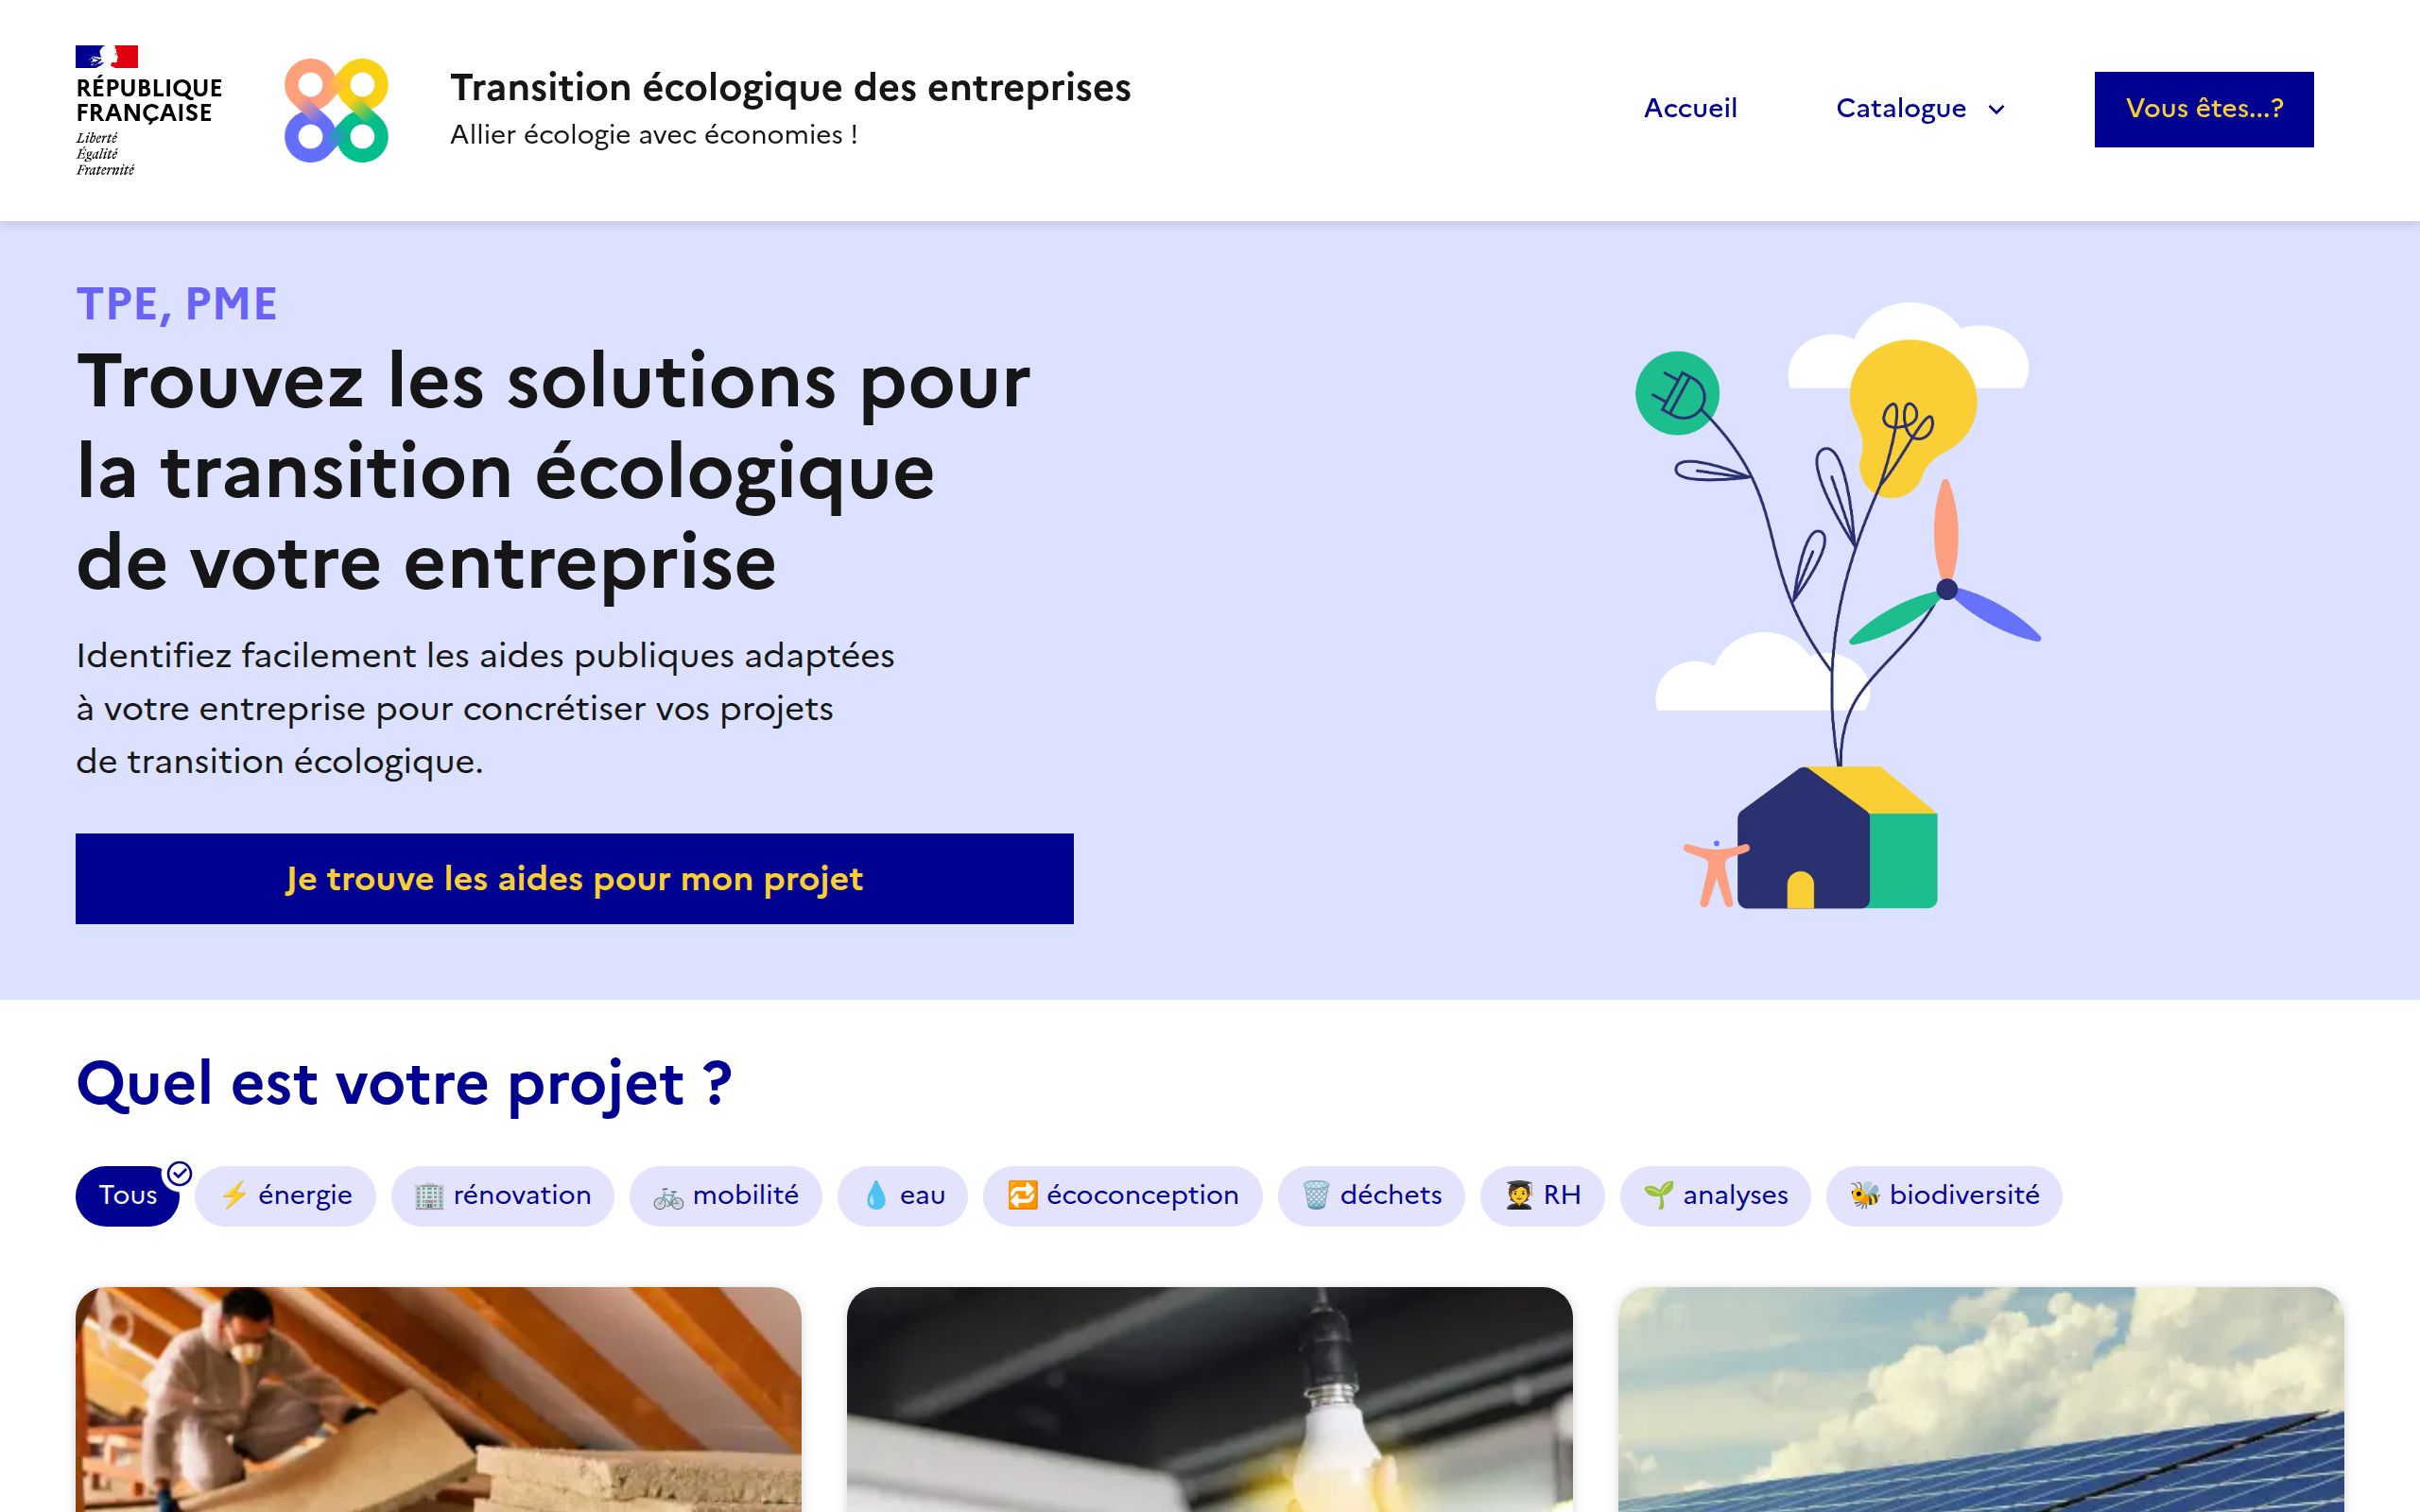 RÉPUBLIQUE
FRANÇAISE
Liberté
Égalité
Fraternité
Transition écologique des entreprises
Allier écologie avec économies !
Accueil
Catalogue
Vous êtes...?
TPE, PME
Trouvez les solutions pour
la transition écologique
de votre entreprise
Identifiez facilement les aides publiques adaptées
à votre entreprise pour concrétiser vos projets
de transition écologique.
Je trouve les aides pour mon projet
Quel est votre projet ?
Tous
énergie
rénovation
mobilité
eau
écoconception
déchets
RH
analyses
biodiversité